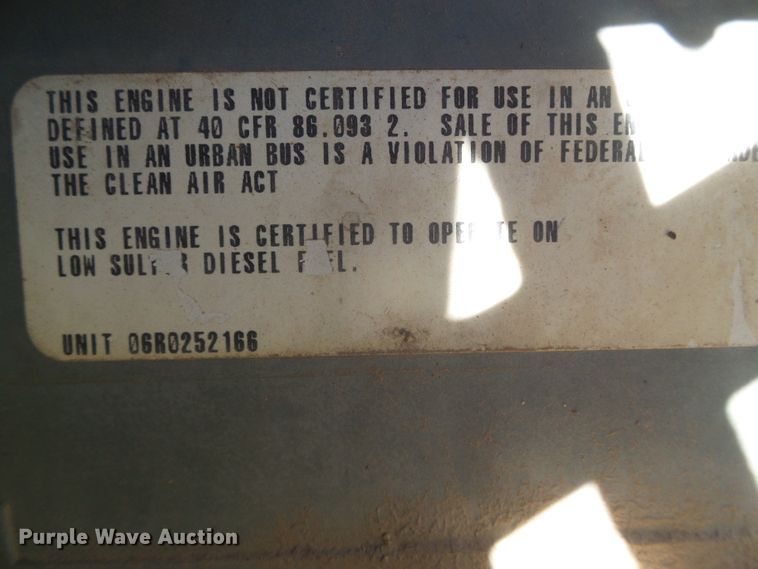 THIS ENGINE IS NOT CERTIFIED FOR USE IN AN
DEFINED AT 40 CFR 86.093 2. SALE OF THIS
USE IN AN URBAN BUS IS A VIOLATION OF
THE CLEAN AIR ACT
THIS ENGINE IS CERTIFIED TO ON
LOW DIESEL
UNIT 06R0252166
Purple Wave Auction